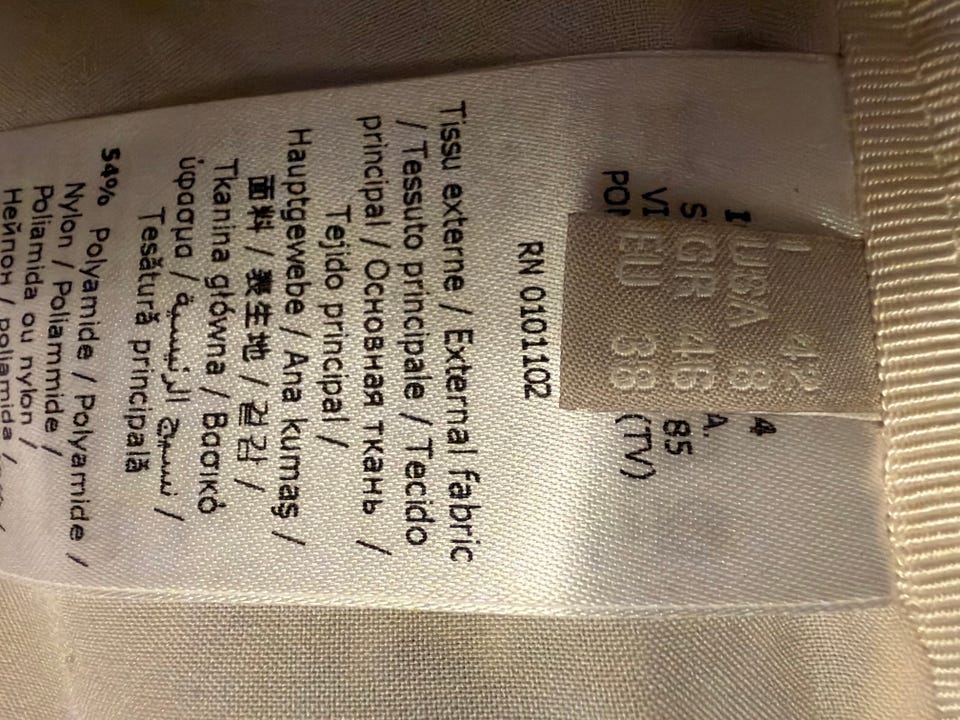 I 42
USA 8
GR 46
EU 38
4
A.
85
(TV)
RN 0101102
Tissu externe / External fabric
/ Tessuto principale / Tecido
principal / Основная ткань /
Tejido principal /
Hauptgewebe / Ana kumaş /
面料 / 表生地 / 겉감 /
Tkanina główna / Βασικό
ύφασμα / نسيج الرئيسية /
Tesătură principală
54% Polyamide / Polyamide /
Nylon / Poliammide /
Poliamida ou nylon /
Нейлон / poliamida /